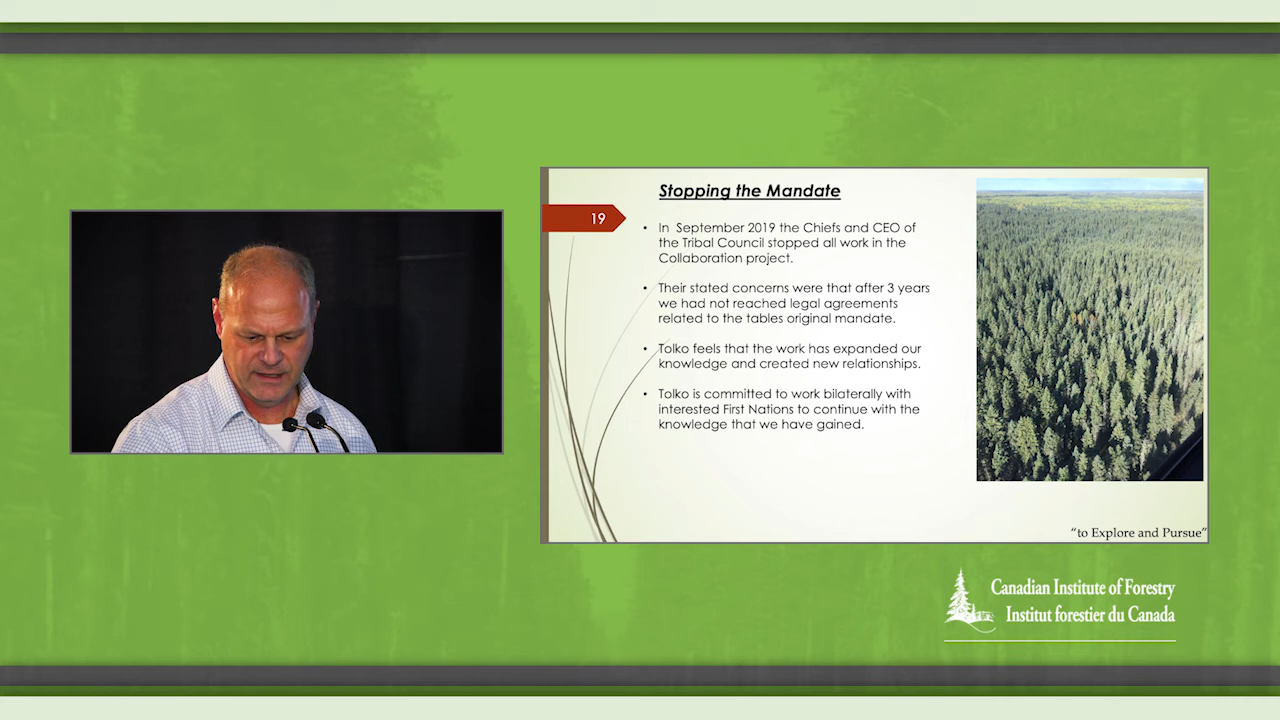 Stopping the Mandate
19
• In September 2019 the Chiefs and CEO of
the Tribal Council stopped all work in the
Collaboration project.
• Their stated concerns were that after 3 years
we had not reached legal agreements
related to the tables original mandate.
• Tolko feels that the work has expanded our
knowledge and created new relationships.
• Tolko is committed to work bilaterally with
interested First Nations to continue with the
knowledge that we have gained.
“to Explore and Pursue”
Canadian Institute of Forestry
Institut forestier du Canada